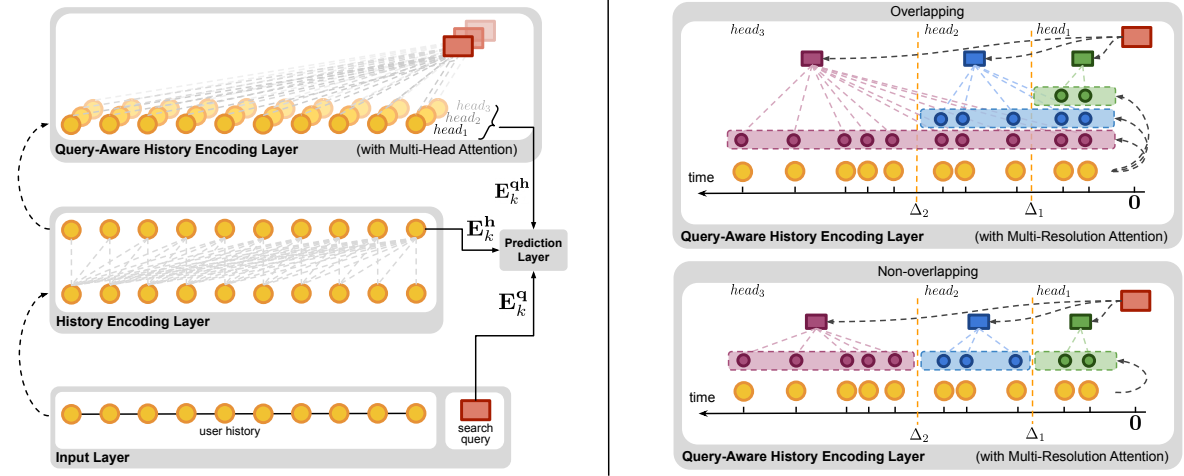 head₃
head₂
head₁
Query-Aware History Encoding Layer (with Multi-Head Attention)
E_k^qh
E_k^h
Prediction
Layer
E_k^q
History Encoding Layer
user history
search
query
Input Layer
Overlapping
head₃ head₂ head₁
time
Δ₂ Δ₁ 0
Query-Aware History Encoding Layer (with Multi-Resolution Attention)
Non-overlapping
head₃ head₂ head₁
time
Δ₂ Δ₁ 0
Query-Aware History Encoding Layer (with Multi-Resolution Attention)